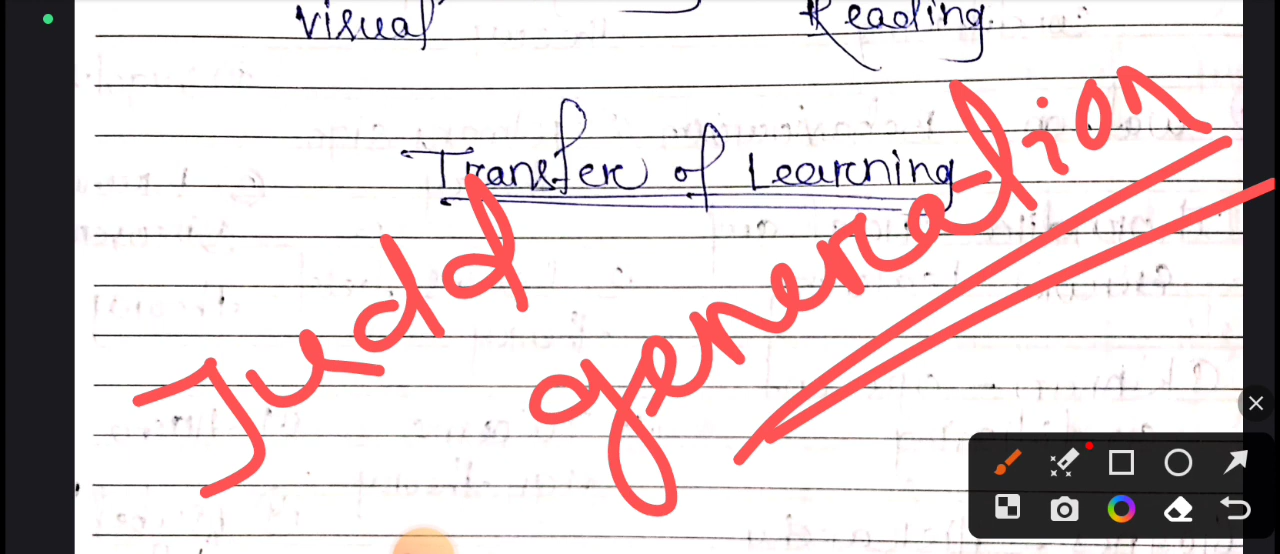 visual Reading
Transfer of Learning
Judd
generation